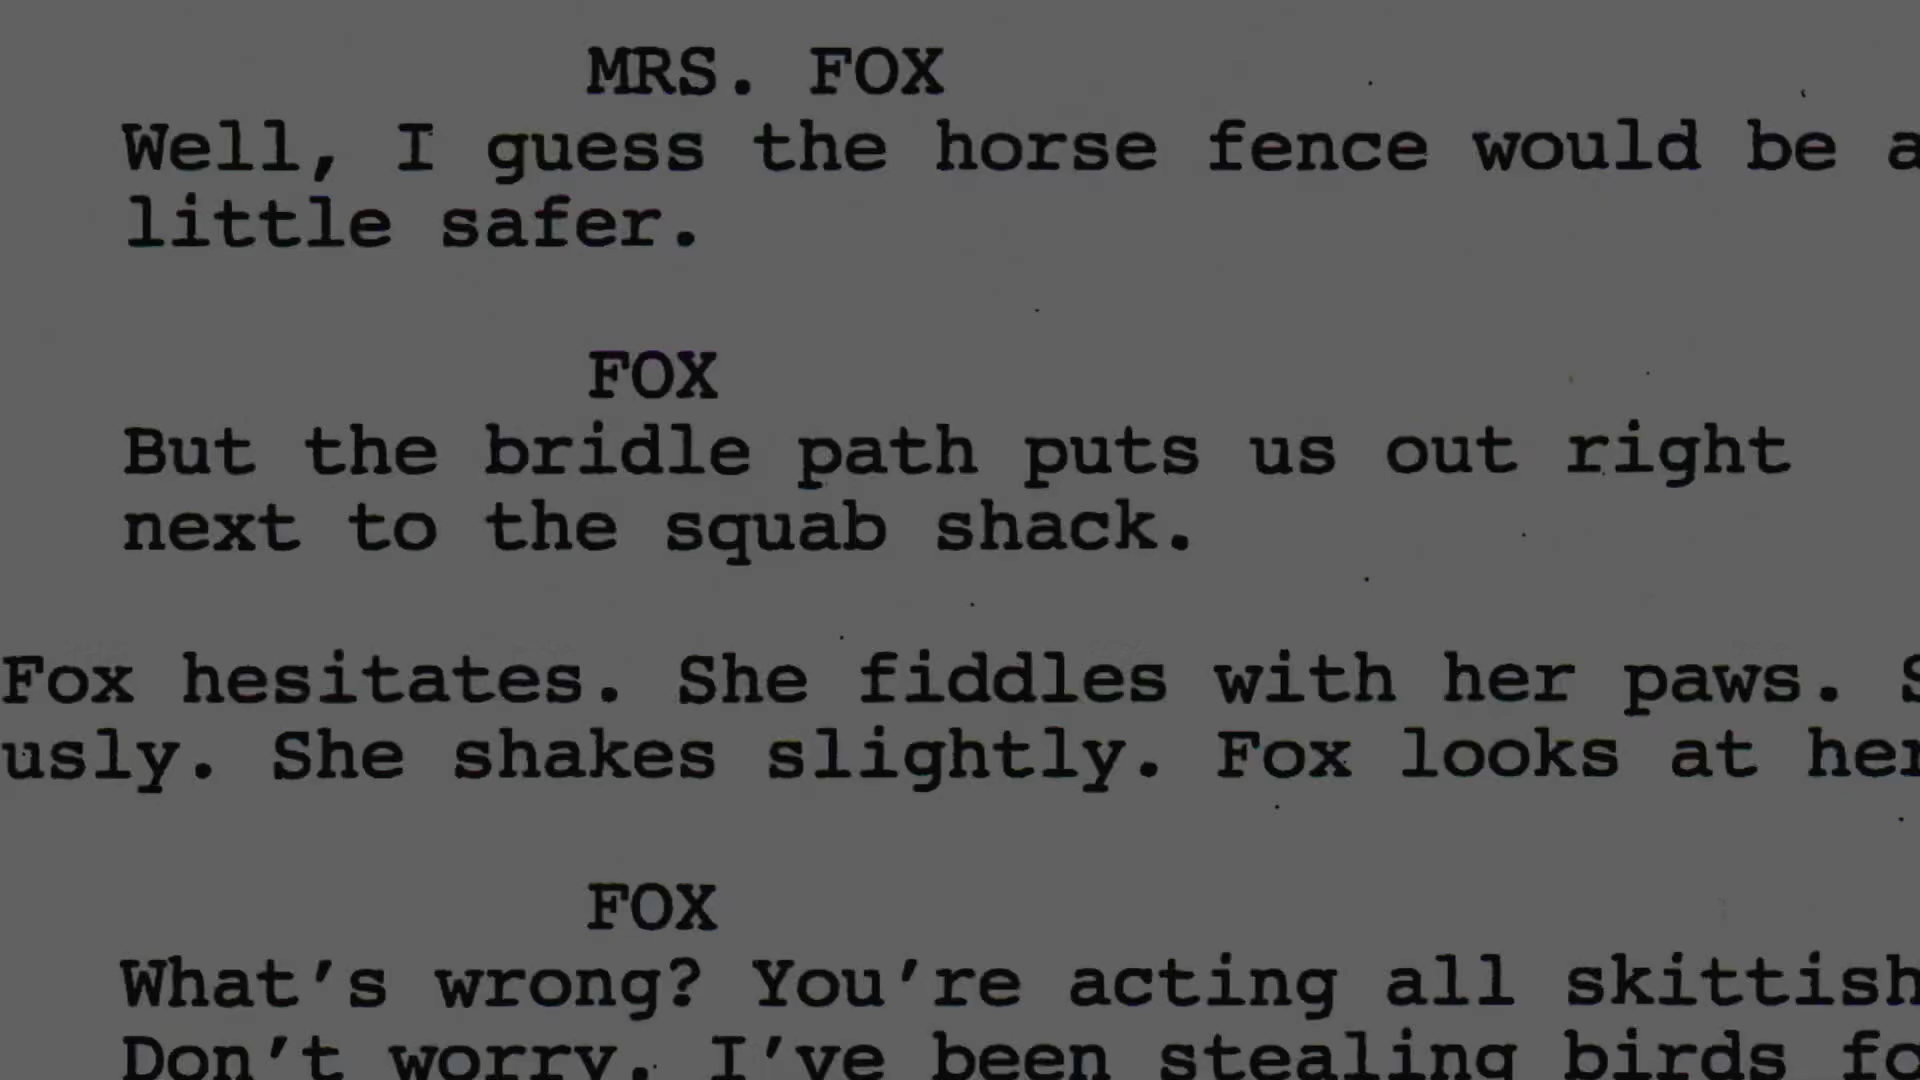 MRS. FOX
Well, I guess the horse fence would be a
little safer.
FOX
But the bridle path puts us out right
next to the squab shack.
Fox hesitates. She fiddles with her paws. S
usly. She shakes slightly. Fox looks at her
FOX
What's wrong? You're acting all skittish
Don't worry. I've been stealing birds fo